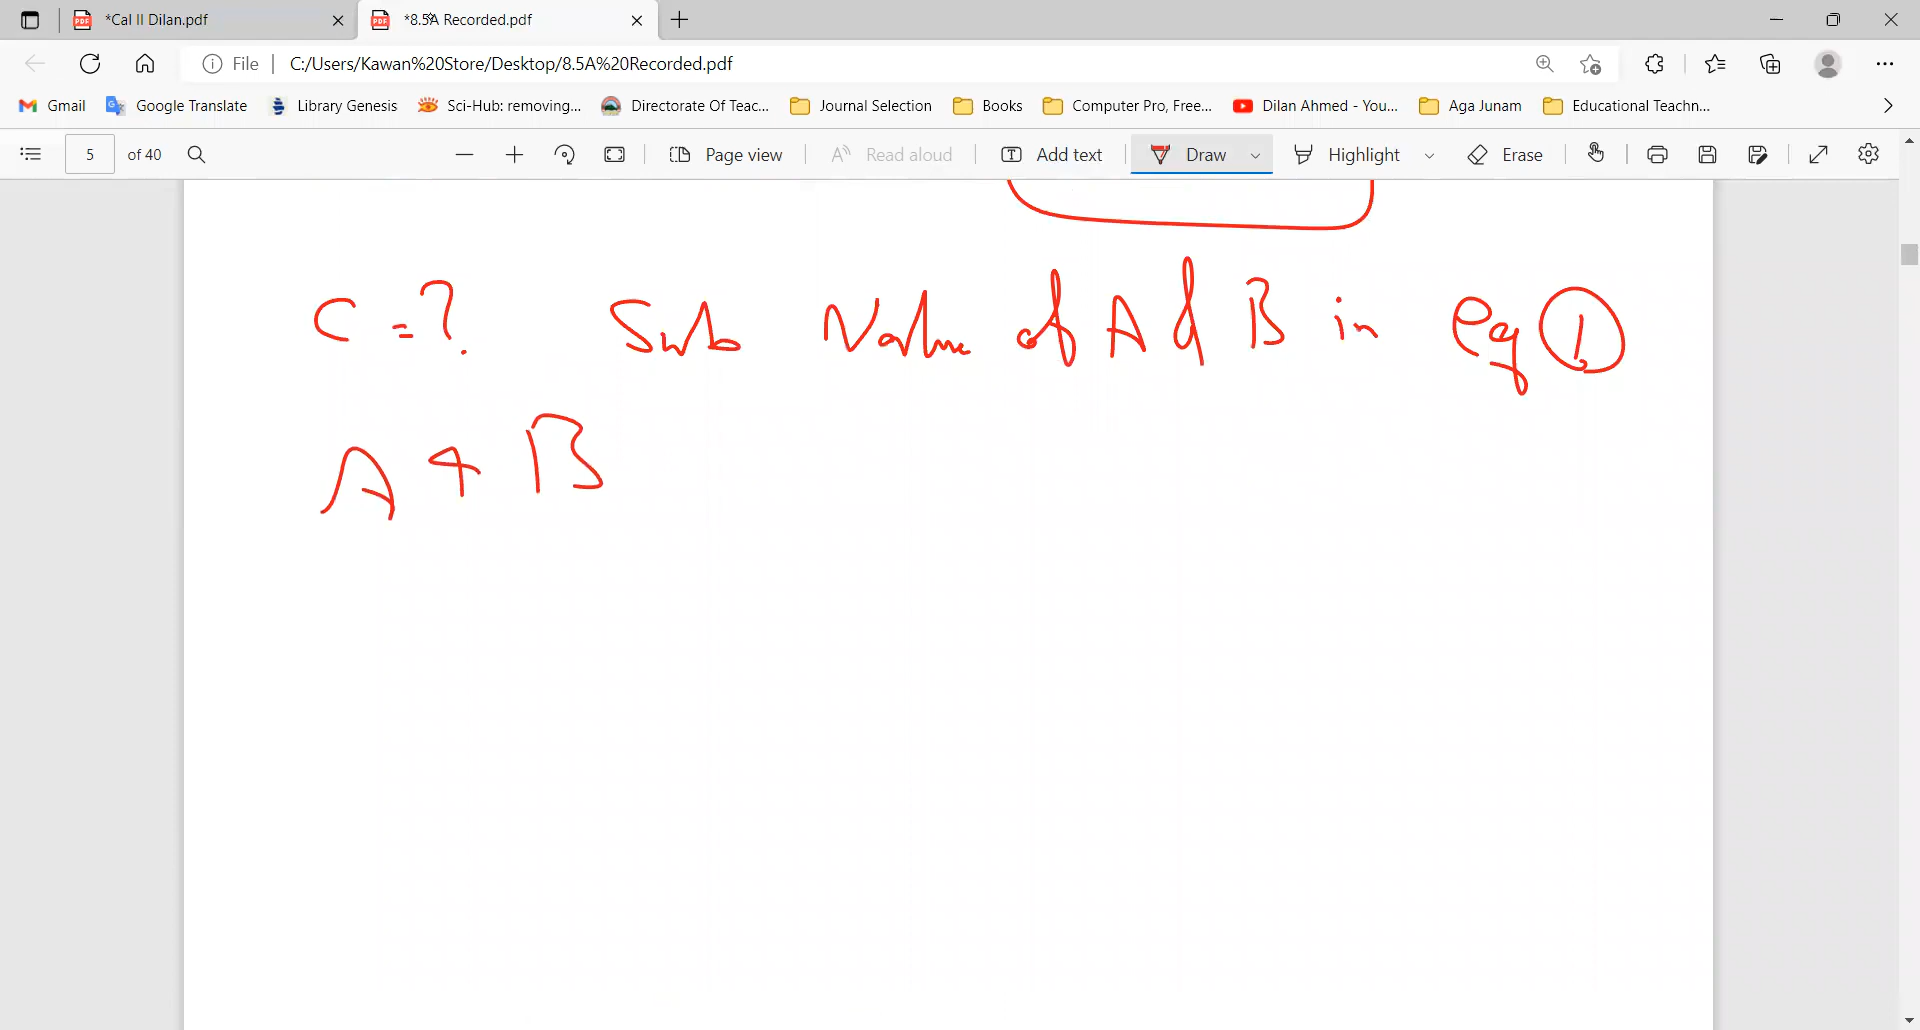 *Cal II Dilan.pdf *8.5A Recorded.pdf
File C:/Users/Kawan%20Store/Desktop/8.5A%20Recorded.pdf
Gmail Google Translate Library Genesis Sci-Hub: removing... Directorate Of Teac... Journal Selection Books Computer Pro, Free... Dilan Ahmed - You... Aga Junam Educational Teachn...
5 of 40 Page view Read aloud Add text Draw Highlight Erase
C = ? Sub Value of A & B in eq 1
A + B